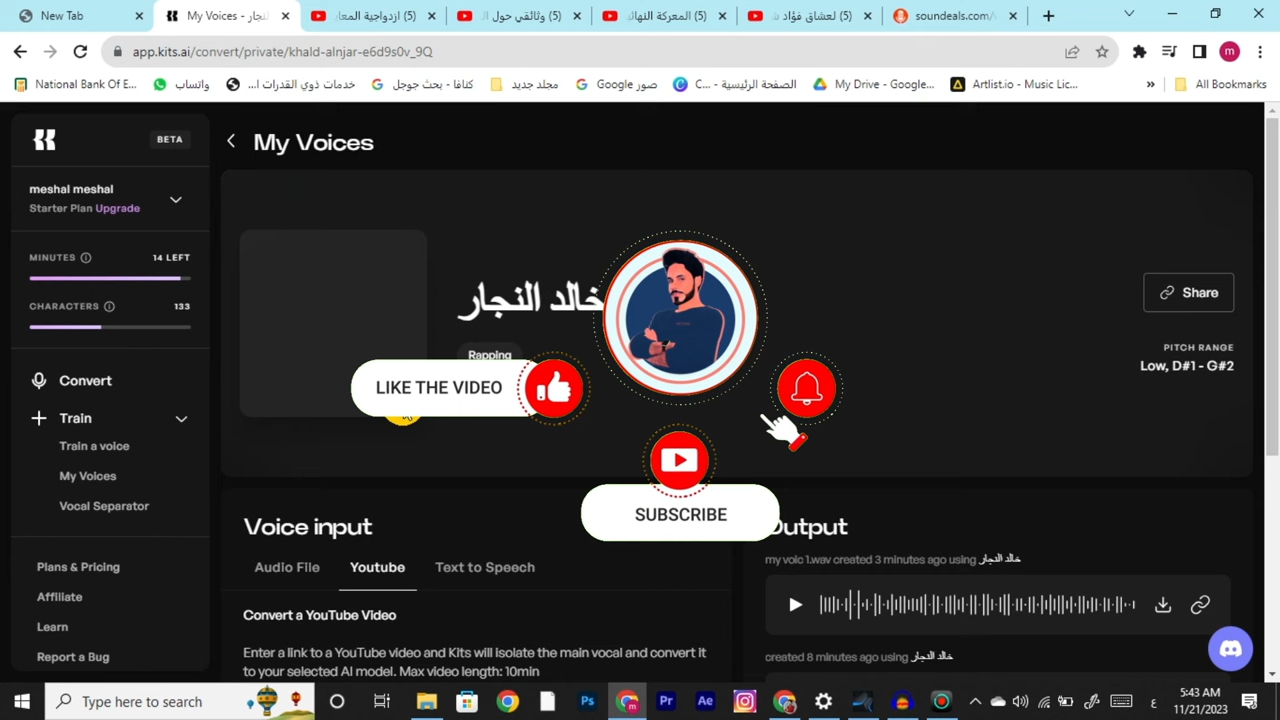 New Tab
My Voices - النجار
(5) ازدواجية المعاي
(5) وثائقي حول ال
(5) المعركة النهائ
(5) لعشاق فؤاد ش
soundeals.com/
app.kits.ai/convert/private/khald-alnjar-e6d9s0v_9Q
National Bank Of E...
واتساب
خدمات ذوي القدرات ا...
كنافا - بحث جوجل
مجلد جديد
صور Google
الصفحة الرئيسية - C...
My Drive - Google...
Artlist.io - Music Lic...
All Bookmarks
BETA
My Voices
meshal meshal
Starter Plan Upgrade
MINUTES
14 LEFT
CHARACTERS
133
Convert
Train
Train a voice
My Voices
Vocal Separator
Plans & Pricing
Affiliate
Learn
Report a Bug
خالد النجار
Rapping
Share
PITCH RANGE
Low, D#1 - G#2
LIKE THE VIDEO
SUBSCRIBE
Voice input
Audio File
Youtube
Text to Speech
Convert a YouTube Video
Enter a link to a YouTube video and Kits will isolate the main vocal and convert it
to your selected AI model. Max video length: 10min
Output
my voic 1.wav created 3 minutes ago using خالد النجار
created 8 minutes ago using خالد النجار
Type here to search
Ps
Pr
Ae
ع
5:43 AM
11/21/2023